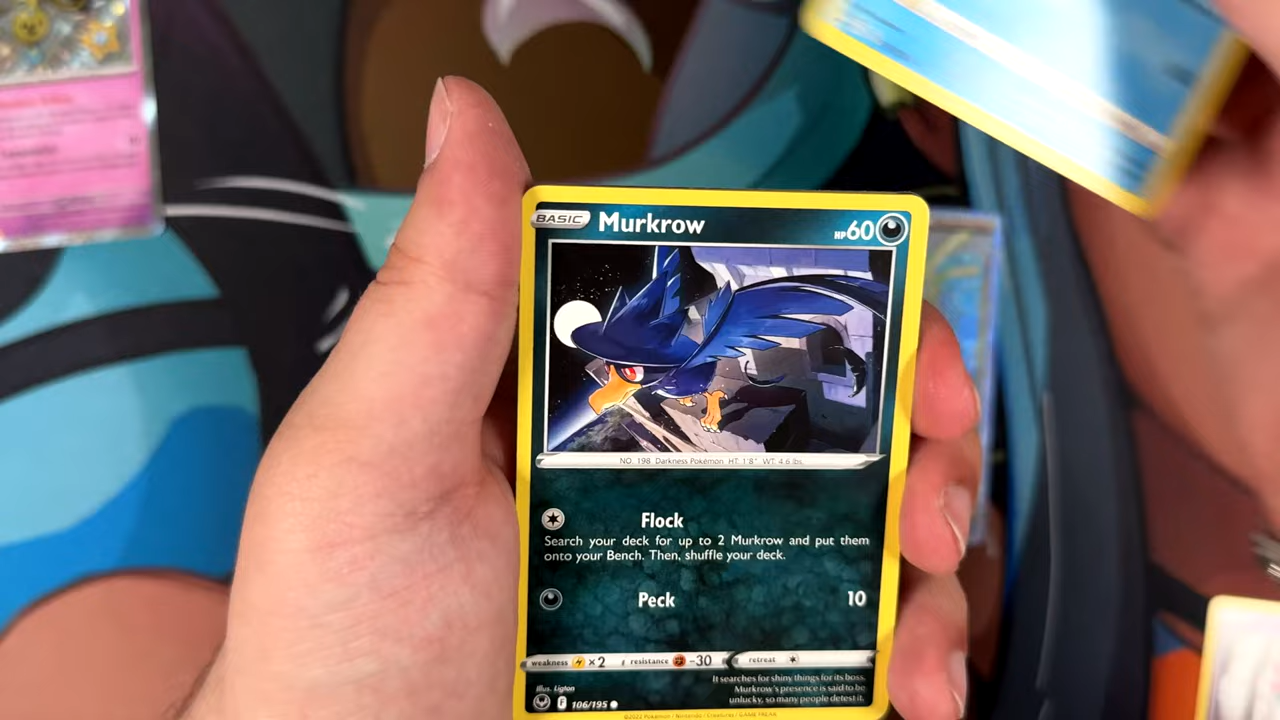 BASIC Murkrow HP 60
NO. 198 Darkness Pokémon HT: 1'8" WT: 4.6 lbs.
Flock
Search your deck for up to 2 Murkrow and put them
onto your Bench. Then, shuffle your deck.
Peck 10
weakness ×2 resistance -30 retreat
It searches for shiny things for its boss.
Murkrow's presence is said to be
unlucky, so many people detest it.
Illus. Ligton
F 106/195
©2022 Pokémon / Nintendo / Creatures / GAME FREAK